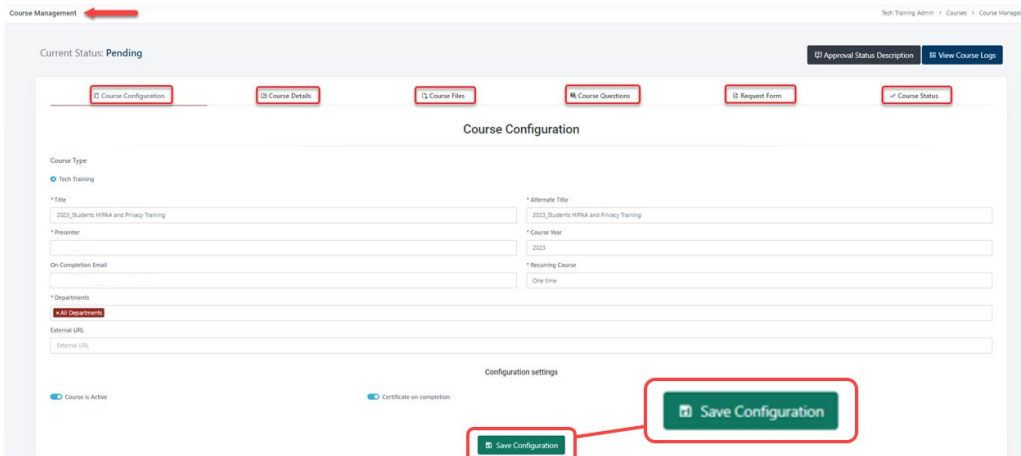 Course Management
Tech Training Admin > Courses > Course Manage
Current Status: Pending
Approval Status Description
View Course Logs
Course Configuration
Course Details
Course Files
Course Questions
Request Form
Course Status
Course Configuration
Course Type
Tech Training
* Title
* Alternate Title
2023_Students HIPAA and Privacy Training
2023_Students HIPAA and Privacy Training
* Presenter
* Course Year
2023
On Completion Email
* Recurring Course
One time
* Departments
×All Departments
External URL
External URL
Configuration settings
Course is Active
Certificate on completion
Save Configuration
Save Configuration